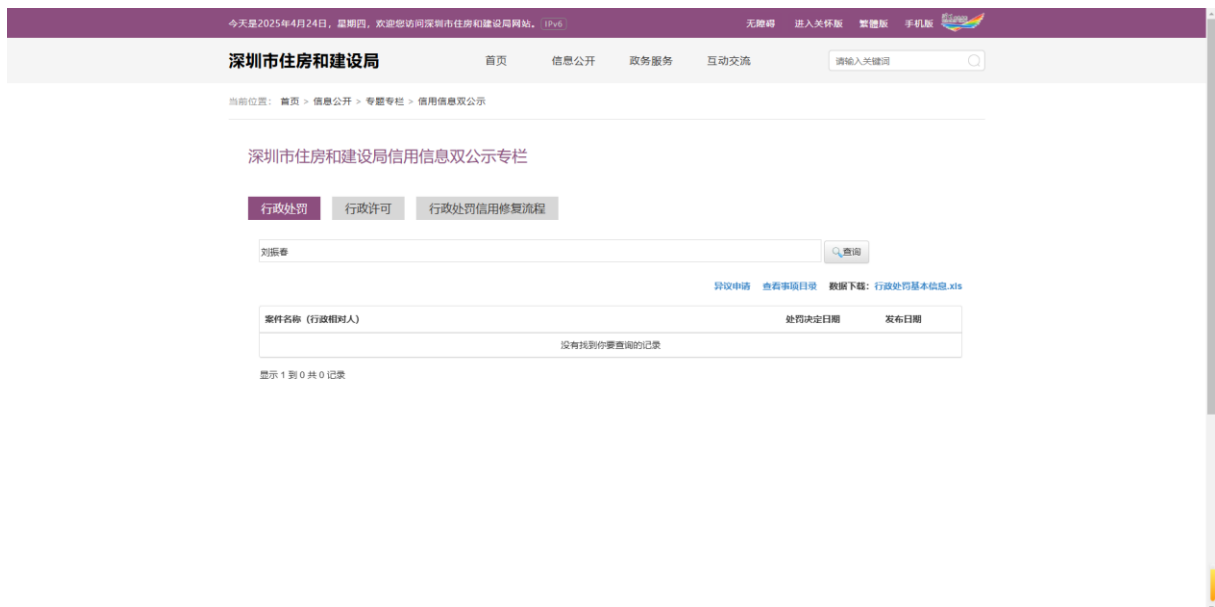 今天是2025年4月24日，星期四，欢迎您访问深圳市住房和建设局网站。 IPv6 无障碍 进入关怀版 繁體版 手机版
深圳市住房和建设局 首页 信息公开 政务服务 互动交流 请输入关键词
当前位置： 首页 > 信息公开 > 专题专栏 > 信用信息双公示
深圳市住房和建设局信用信息双公示专栏
行政处罚 行政许可 行政处罚信用修复流程
刘振春 查询
异议申请 查看事项目录 数据下载：行政处罚基本信息.xls
案件名称（行政相对人） 处罚决定日期 发布日期
没有找到你要查询的记录
显示 1 到 0 共 0 记录